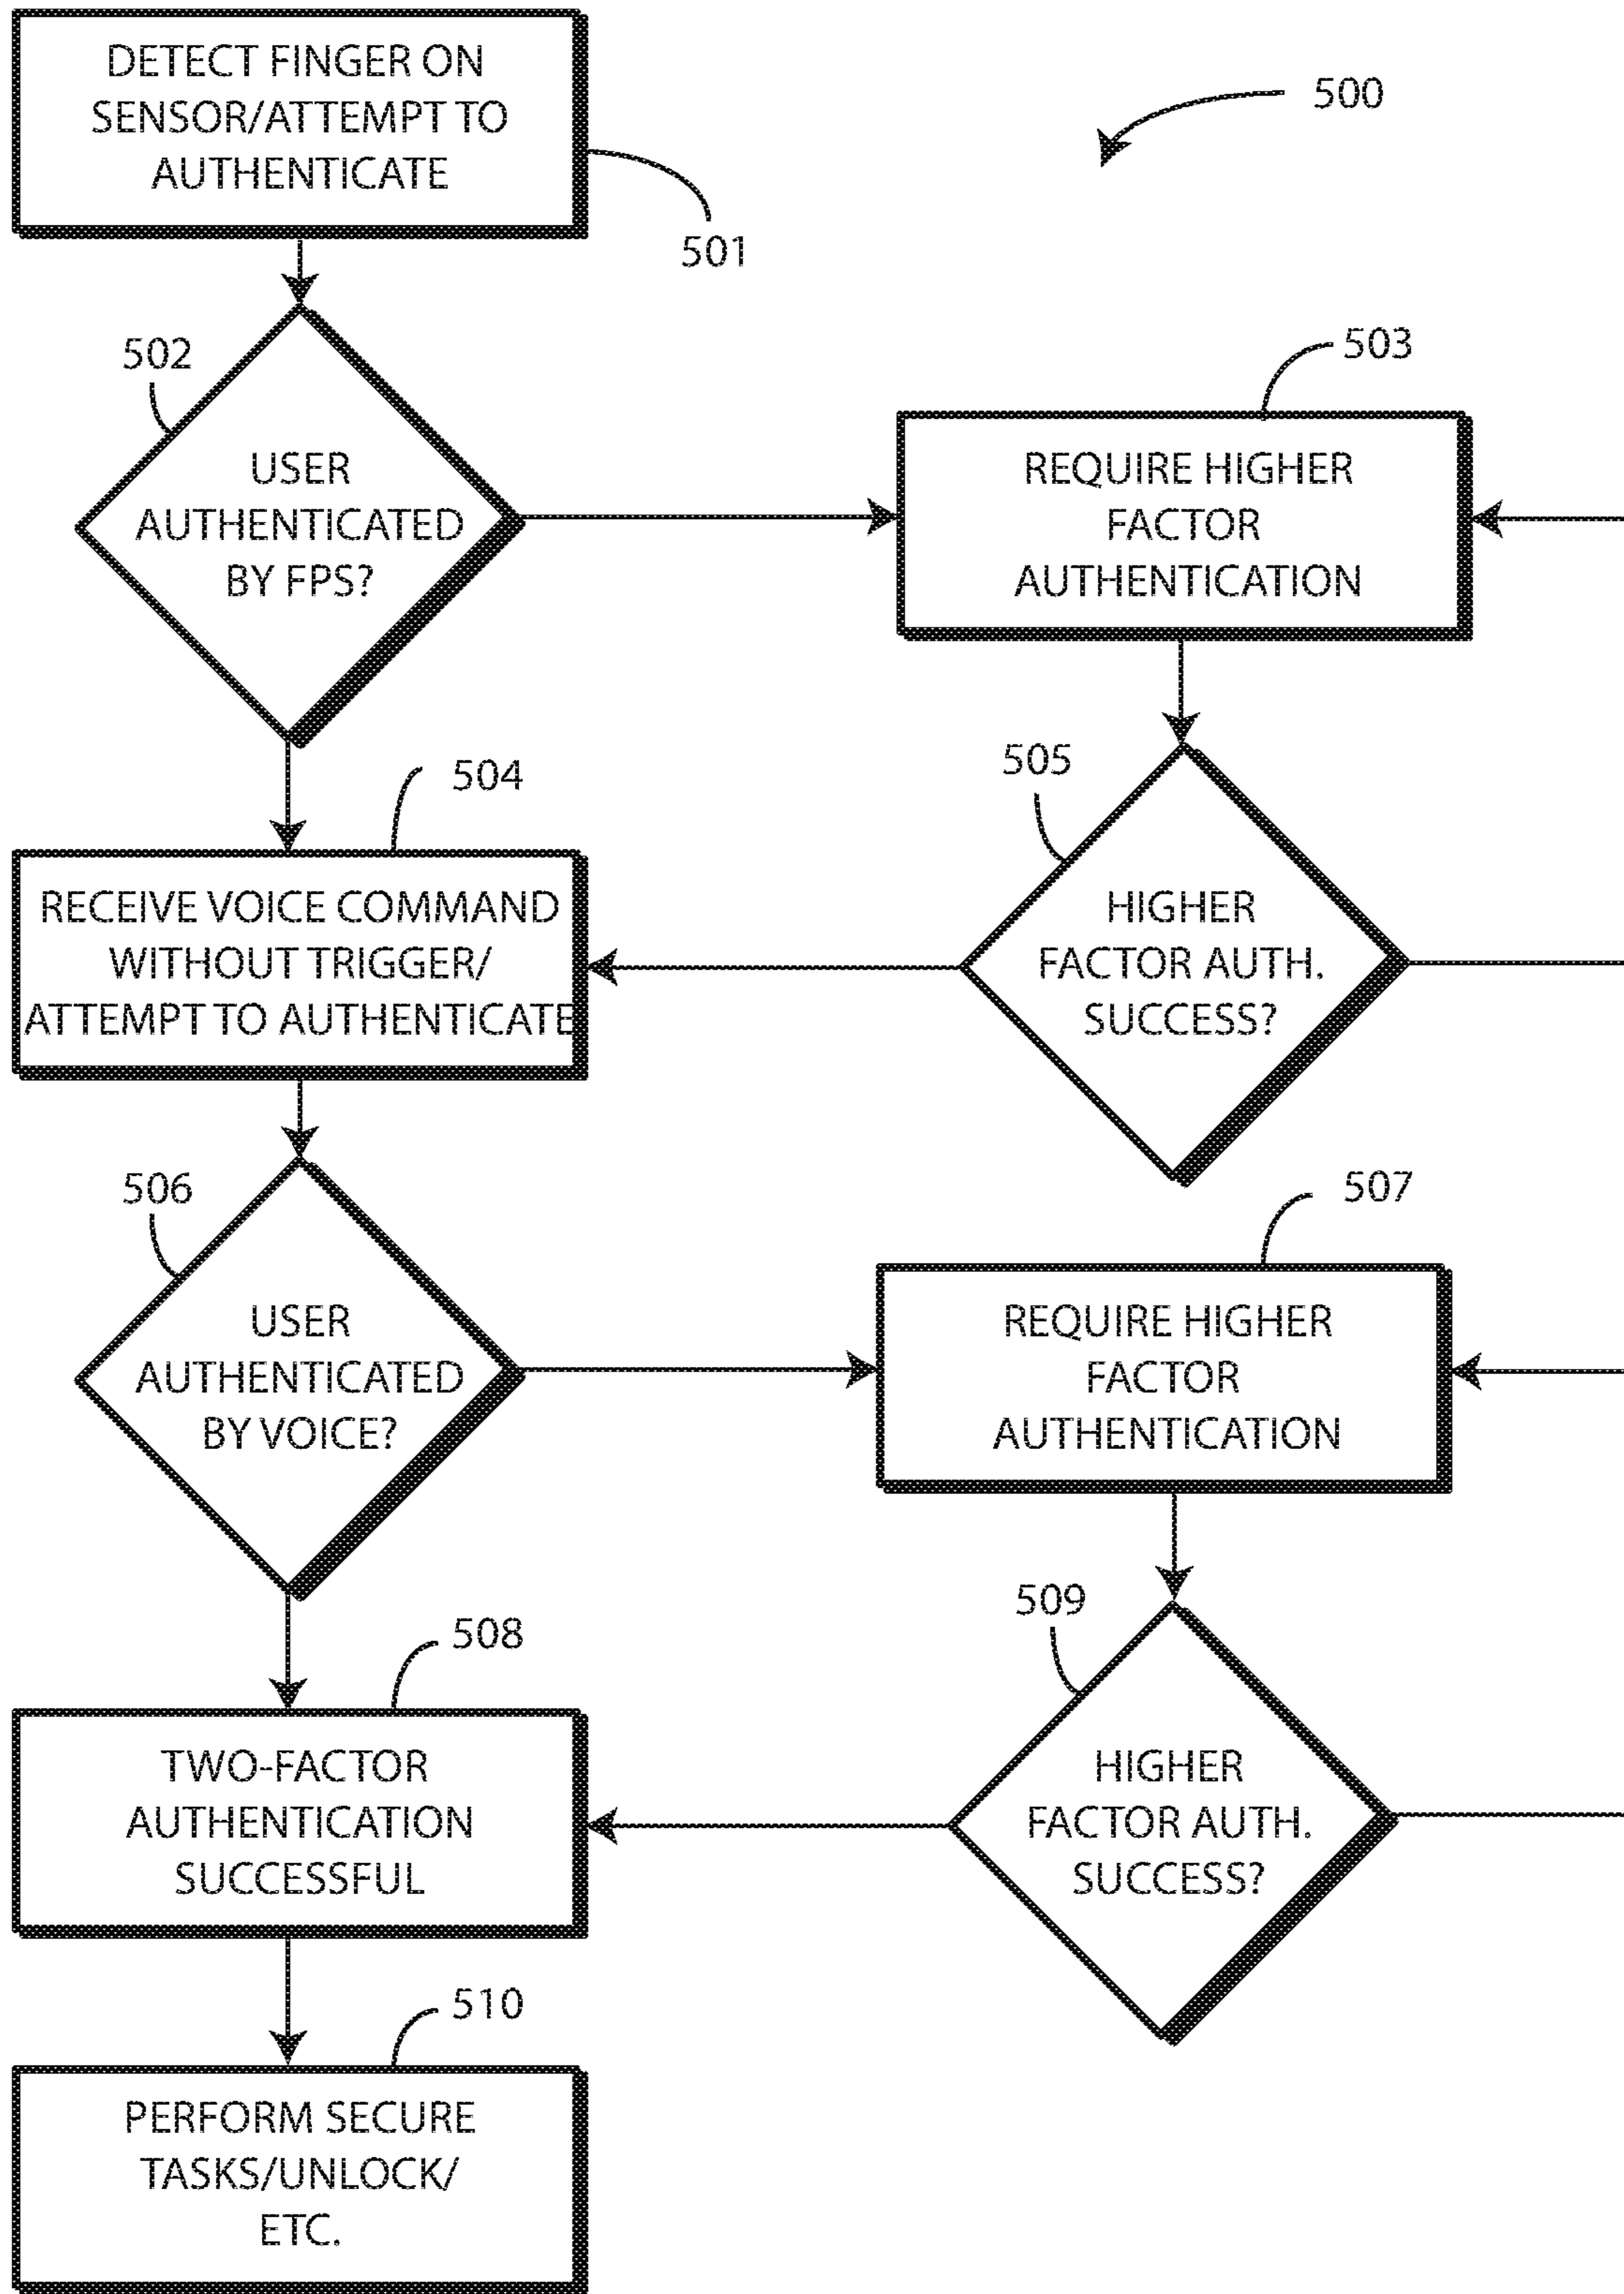 DETECT FINGER ON
SENSOR/ATTEMPT TO
AUTHENTICATE
500
501
502
USER
AUTHENTICATED
BY FPS?
503
REQUIRE HIGHER
FACTOR
AUTHENTICATION
504
RECEIVE VOICE COMMAND
WITHOUT TRIGGER/
ATTEMPT TO AUTHENTICATE
505
HIGHER
FACTOR AUTH.
SUCCESS?
506
USER
AUTHENTICATED
BY VOICE?
507
REQUIRE HIGHER
FACTOR
AUTHENTICATION
508
TWO-FACTOR
AUTHENTICATION
SUCCESSFUL
509
HIGHER
FACTOR AUTH.
SUCCESS?
510
PERFORM SECURE
TASKS/UNLOCK/
ETC.